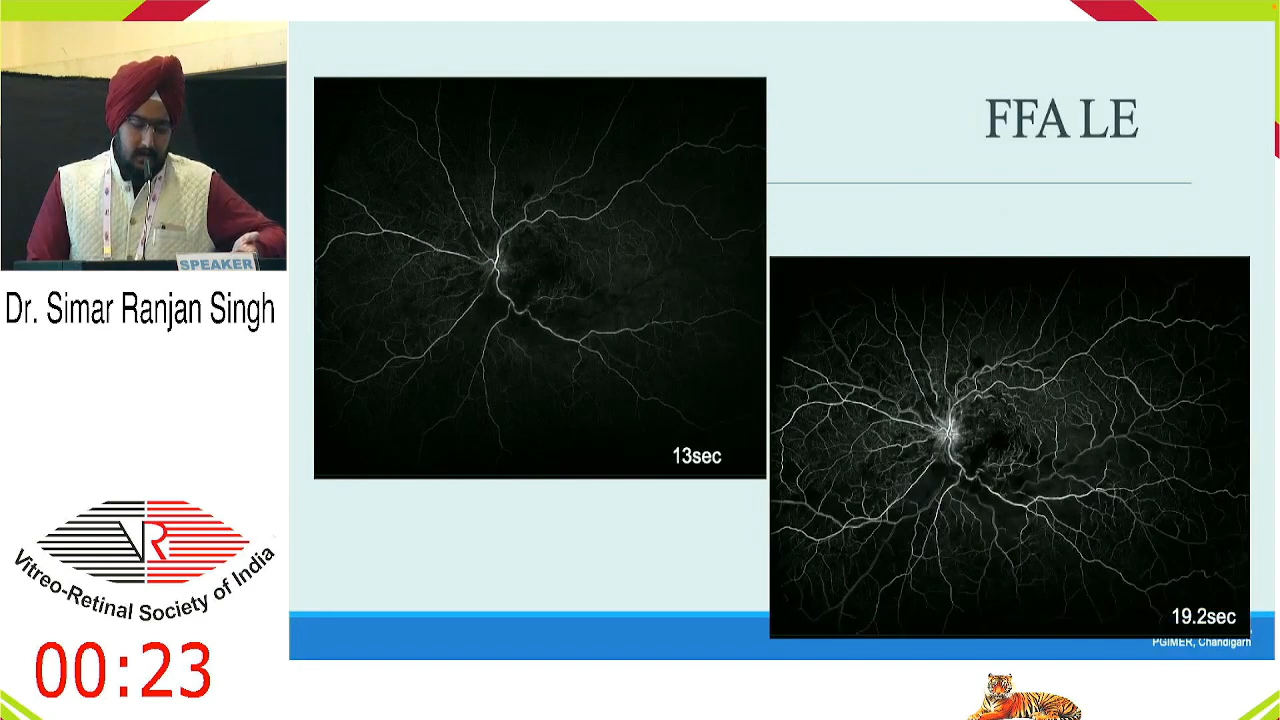 SPEAKER
Dr. Simar Ranjan Singh
VR
Vitreo-Retinal Society of India
00:23
FFA LE
13sec
19.2sec
PGIMER, Chandigarh